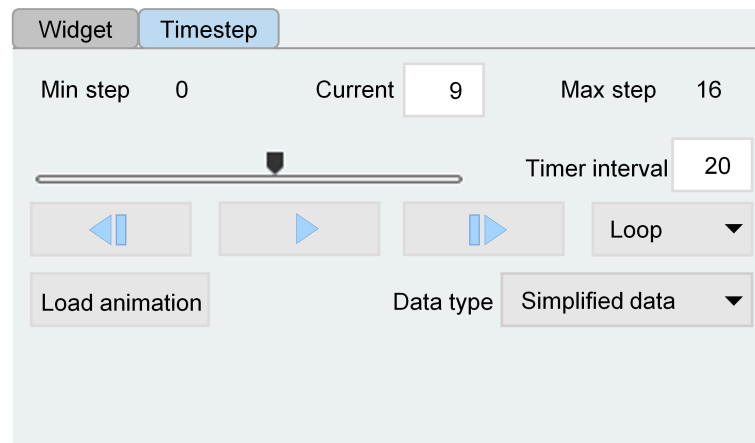 Widget Timestep
Min step 0 Current 9 Max step 16
Timer interval 20
Loop
Load animation Data type Simplified data